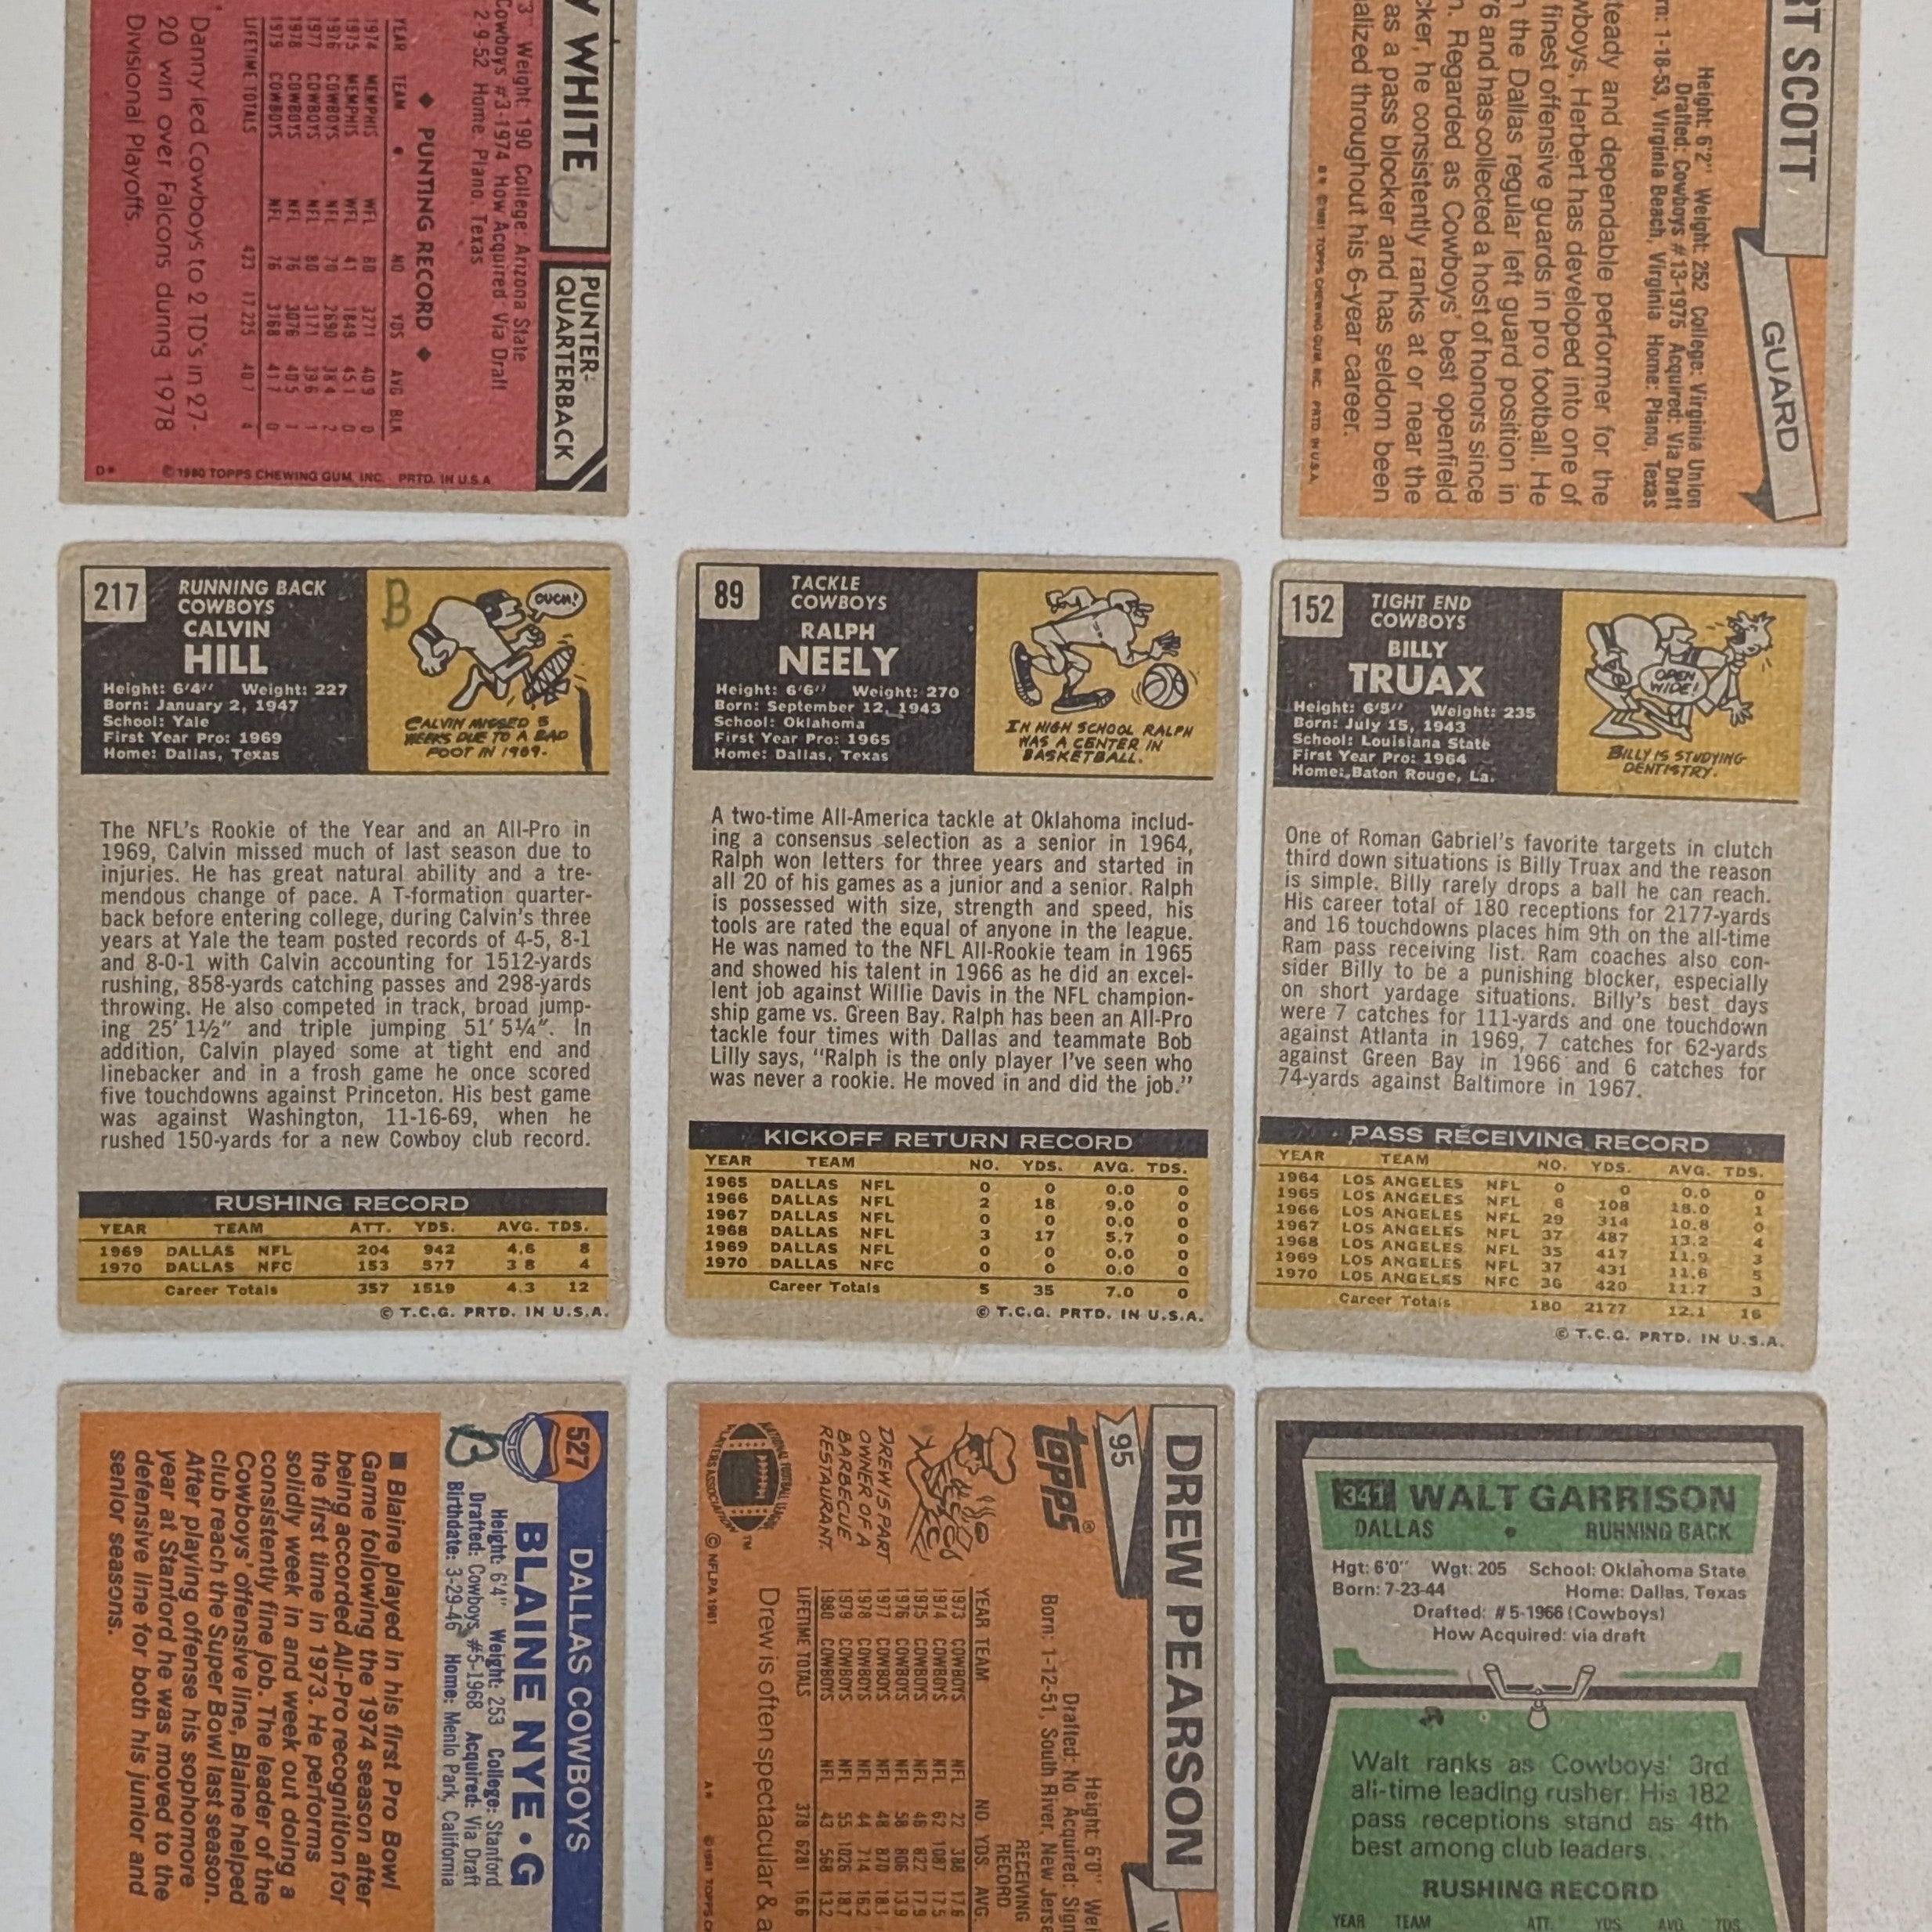 Y WHITE
PUNTER-
QUARTERBACK
3" Weight: 190 College: Arizona State
Cowboys #3-1974 How Acquired: Via Draft
2-9-52 Home: Plano, Texas
◆ PUNTING RECORD ◆
YEAR TEAM NO YDS AVG BLK
1974 MEMPHIS WFL 80 3271 40.9 0
1975 MEMPHIS WFL 41 1849 45.1 0
1976 COWBOYS NFL 70 2690 38.4 2
1977 COWBOYS NFL 80 3171 39.6 1
1978 COWBOYS NFL 76 3076 40.5 1
1979 COWBOYS NFL 76 3168 41.7 0
LIFETIME TOTALS 423 17,225 40.7 4
Danny led Cowboys to 2 TD's in 27-
20 win over Falcons during 1978
Divisional Playoffs.
D* © 1980 TOPPS CHEWING GUM, INC. PRTD. IN U.S.A.
RT SCOTT
GUARD
Height: 6'2" Weight: 252 College: Virginia Union
Drafted: Cowboys #13-1975 Acquired: Via Draft
rn: 1-18-53, Virginia Beach, Virginia Home: Plano, Texas
teady and dependable performer for the
wboys, Herbert has developed into one of
finest offensive guards in pro football. He
n the Dallas regular left guard position in
76 and has collected a host of honors since
n. Regarded as Cowboys' best openfield
cker, he consistently ranks at or near the
as a pass blocker and has seldom been
alized throughout his 6-year career.
B* ©1981 TOPPS CHEWING GUM, INC. PRTD. IN U.S.A.
217
RUNNING BACK
COWBOYS
CALVIN
HILL
Height: 6'4" Weight: 227
Born: January 2, 1947
School: Yale
First Year Pro: 1969
Home: Dallas, Texas
B
OUCH!
CALVIN MISSED 5
WEEKS DUE TO A BAD
FOOT IN 1969.
The NFL's Rookie of the Year and an All-Pro in
1969, Calvin missed much of last season due to
injuries. He has great natural ability and a tre-
mendous change of pace. A T-formation quarter-
back before entering college, during Calvin's three
years at Yale the team posted records of 4-5, 8-1
and 8-0-1 with Calvin accounting for 1512-yards
rushing, 858-yards catching passes and 298-yards
throwing. He also competed in track, broad jump-
ing 25' 1½" and triple jumping 51' 5¼". In
addition, Calvin played some at tight end and
linebacker and in a frosh game he once scored
five touchdowns against Princeton. His best game
was against Washington, 11-16-69, when he
rushed 150-yards for a new Cowboy club record.
RUSHING RECORD
YEAR TEAM ATT. YDS. AVG. TDS.
1969 DALLAS NFL 204 942 4.6 8
1970 DALLAS NFC 153 577 3.8 4
Career Totals 357 1519 4.3 12
© T.C.G. PRTD. IN U.S.A.
89
TACKLE
COWBOYS
RALPH
NEELY
Height: 6'6" Weight: 270
Born: September 12, 1943
School: Oklahoma
First Year Pro: 1965
Home: Dallas, Texas
IN HIGH SCHOOL RALPH
WAS A CENTER IN
BASKETBALL.
A two-time All-America tackle at Oklahoma includ-
ing a consensus selection as a senior in 1964,
Ralph won letters for three years and started in
all 20 of his games as a junior and a senior. Ralph
is possessed with size, strength and speed, his
tools are rated the equal of anyone in the league.
He was named to the NFL All-Rookie team in 1965
and showed his talent in 1966 as he did an excel-
lent job against Willie Davis in the NFL champion-
ship game vs. Green Bay. Ralph has been an All-Pro
tackle four times with Dallas and teammate Bob
Lilly says, "Ralph is the only player I've seen who
was never a rookie. He moved in and did the job."
KICKOFF RETURN RECORD
YEAR TEAM NO. YDS. AVG. TDS.
1965 DALLAS NFL 0 0 0.0 0
1966 DALLAS NFL 2 18 9.0 0
1967 DALLAS NFL 0 0 0.0 0
1968 DALLAS NFL 3 17 5.7 0
1969 DALLAS NFL 0 0 0.0 0
1970 DALLAS NFC 0 0 0.0 0
Career Totals 5 35 7.0 0
© T.C.G. PRTD. IN U.S.A.
152
TIGHT END
COWBOYS
BILLY
TRUAX
Height: 6'5" Weight: 235
Born: July 15, 1943
School: Louisiana State
First Year Pro: 1964
Home: Baton Rouge, La.
OPEN
WIDE!
BILLY IS STUDYING
DENTISTRY.
One of Roman Gabriel's favorite targets in clutch
third down situations is Billy Truax and the reason
is simple. Billy rarely drops a ball he can reach.
His career total of 180 receptions for 2177-yards
and 16 touchdowns places him 9th on the all-time
Ram pass receiving list. Ram coaches also con-
sider Billy to be a punishing blocker, especially
on short yardage situations. Billy's best days
were 7 catches for 111-yards and one touchdown
against Atlanta in 1969, 7 catches for 62-yards
against Green Bay in 1966 and 6 catches for
74-yards against Baltimore in 1967.
PASS RECEIVING RECORD
YEAR TEAM NO. YDS. AVG. TDS.
1964 LOS ANGELES NFL 0 0 0.0 0
1965 LOS ANGELES NFL 6 108 18.0 1
1966 LOS ANGELES NFL 29 314 10.8 0
1967 LOS ANGELES NFL 37 487 13.2 4
1968 LOS ANGELES NFL 35 417 11.9 3
1969 LOS ANGELES NFL 37 431 11.6 5
1970 LOS ANGELES NFC 36 420 11.7 3
Career Totals 180 2177 12.1 16
© T.C.G. PRTD. IN U.S.A.
527
DALLAS COWBOYS
BLAINE NYE • G
B
Height: 6'4" Weight: 253 College: Stanford
Drafted: Cowboys #5-1968 Acquired: Via Draft
Birthdate: 3-29-46 Home: Menlo Park, California
■ Blaine played in his first Pro Bowl
Game following the 1974 season after
being accorded All-Pro recognition for
the first time in 1973. He performs
solidly week in and week out doing a
consistently fine job. The leader of the
Cowboys' offensive line, Blaine helped
club reach the Super Bowl last season.
After playing offense his sophomore
year at Stanford he was moved to the
defensive line for both his junior and
senior seasons.
95
DREW PEARSON
W
topps®
Height: 6'0" Wei
Drafted: No Acquired: Sign
Born: 1-12-51, South River, New Jerse
DREW IS PART
OWNER OF A
BARBECUE
RESTAURANT.
NATIONAL FOOTBALL LEAGUE
PLAYERS ASSOCIATION
™
© NFLPA 1981
RECEIVING
RECORD
YEAR TEAM NO. YDS. AVG.
1973 COWBOYS NFL 22 388 17.6
1974 COWBOYS NFL 62 1087 17.5
1975 COWBOYS NFL 46 822 17.9
1976 COWBOYS NFL 58 806 13.9
1977 COWBOYS NFL 48 870 18.1
1978 COWBOYS NFL 44 714 16.2
1979 COWBOYS NFL 55 1026 18.7
1980 COWBOYS NFL 43 568 13.2
LIFETIME TOTALS 378 6281 16.6
Drew is often spectacular & a
A* © 1981 TOPPS C
341 WALT GARRISON
DALLAS • RUNNING BACK
Hgt: 6'0" Wgt: 205 School: Oklahoma State
Born: 7-23-44 Home: Dallas, Texas
Drafted: #5-1966 (Cowboys)
How Acquired: via draft
Walt ranks as Cowboys' 3rd
all-time leading rusher. His 182
pass receptions stand as 4th
best among club leaders.
RUSHING RECORD
YEAR TEAM ATT. YDS. AVG. TDS.